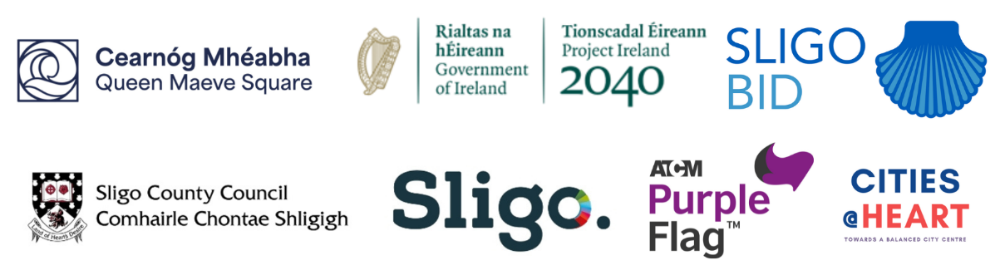 Cearnóg Mhéabha
Queen Maeve Square
Rialtas na
hÉireann
Government
of Ireland
Tionscadal Éireann
Project Ireland
2040
SLIGO
BID
Sligo County Council
Comhairle Chontae Shligigh
Land of Hearts Desire
Sligo.
ATCM
Purple
Flag™
CITIES
@HEART
TOWARDS A BALANCED CITY CENTRE